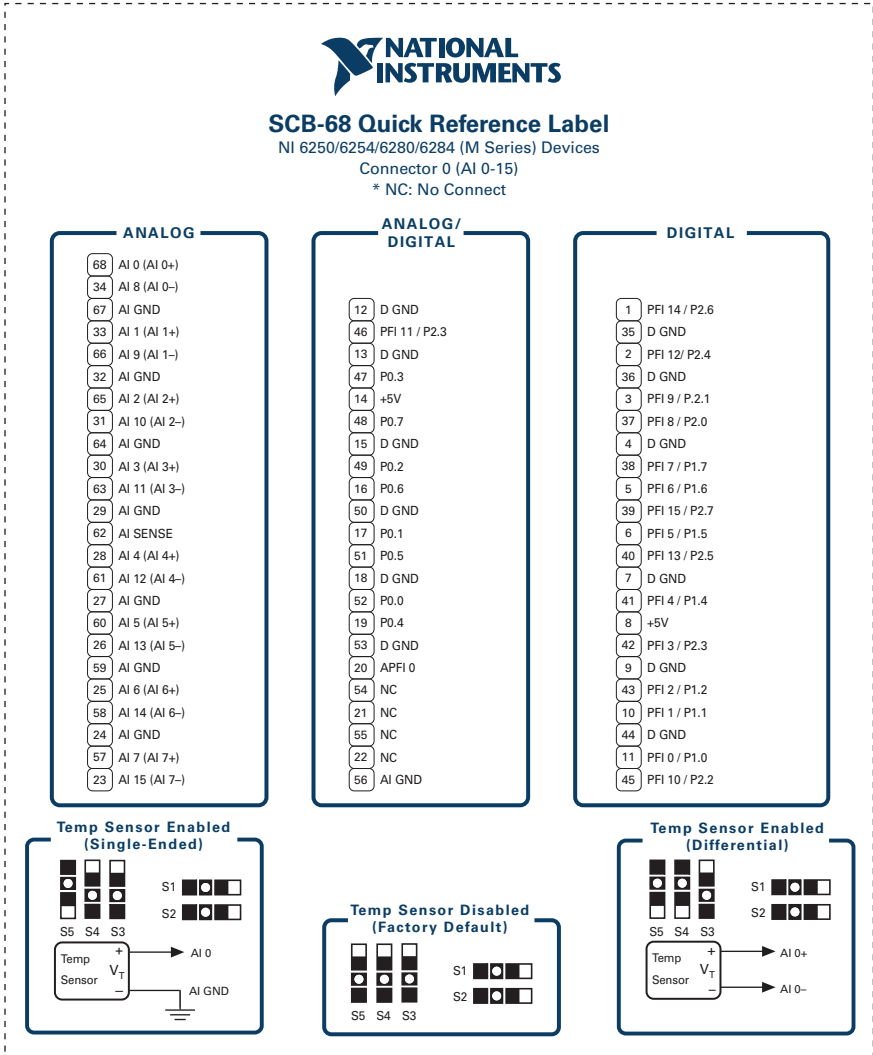 NATIONAL
INSTRUMENTS
SCB-68 Quick Reference Label
NI 6250/6254/6280/6284 (M Series) Devices
Connector 0 (AI 0-15)
* NC: No Connect
ANALOG
68 AI 0 (AI 0+)
34 AI 8 (AI 0–)
67 AI GND
33 AI 1 (AI 1+)
66 AI 9 (AI 1–)
32 AI GND
65 AI 2 (AI 2+)
31 AI 10 (AI 2–)
64 AI GND
30 AI 3 (AI 3+)
63 AI 11 (AI 3–)
29 AI GND
62 AI SENSE
28 AI 4 (AI 4+)
61 AI 12 (AI 4–)
27 AI GND
60 AI 5 (AI 5+)
26 AI 13 (AI 5–)
59 AI GND
25 AI 6 (AI 6+)
58 AI 14 (AI 6–)
24 AI GND
57 AI 7 (AI 7+)
23 AI 15 (AI 7–)
ANALOG/
DIGITAL
12 D GND
46 PFI 11 / P2.3
13 D GND
47 P0.3
14 +5V
48 P0.7
15 D GND
49 P0.2
16 P0.6
50 D GND
17 P0.1
51 P0.5
18 D GND
52 P0.0
19 P0.4
53 D GND
20 APFI 0
54 NC
21 NC
55 NC
22 NC
56 AI GND
DIGITAL
1 PFI 14 / P2.6
35 D GND
2 PFI 12/ P2.4
36 D GND
3 PFI 9 / P.2.1
37 PFI 8 / P2.0
4 D GND
38 PFI 7 / P1.7
5 PFI 6 / P1.6
39 PFI 15 / P2.7
6 PFI 5 / P1.5
40 PFI 13 / P2.5
7 D GND
41 PFI 4 / P1.4
8 +5V
42 PFI 3 / P2.3
9 D GND
43 PFI 2 / P1.2
10 PFI 1 / P1.1
44 D GND
11 PFI 0 / P1.0
45 PFI 10 / P2.2
Temp Sensor Enabled
(Single-Ended)
S1
S2
S5 S4 S3
Temp
Sensor
+
VT
–
AI 0
AI GND
Temp Sensor Disabled
(Factory Default)
S1
S2
S5 S4 S3
Temp Sensor Enabled
(Differential)
S1
S2
S5 S4 S3
Temp
Sensor
+
VT
–
AI 0+
AI 0–